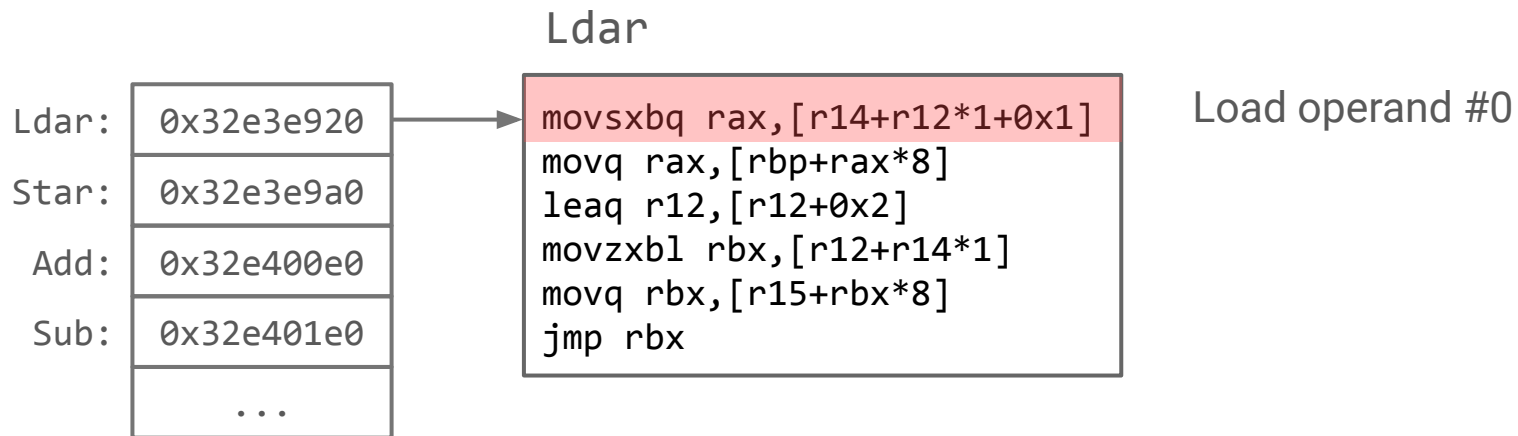 Ldar
Ldar: 0x32e3e920
Star: 0x32e3e9a0
Add: 0x32e400e0
Sub: 0x32e401e0
...
movsxbq rax,[r14+r12*1+0x1]
movq rax,[rbp+rax*8]
leaq r12,[r12+0x2]
movzxbl rbx,[r12+r14*1]
movq rbx,[r15+rbx*8]
jmp rbx
Load operand #0